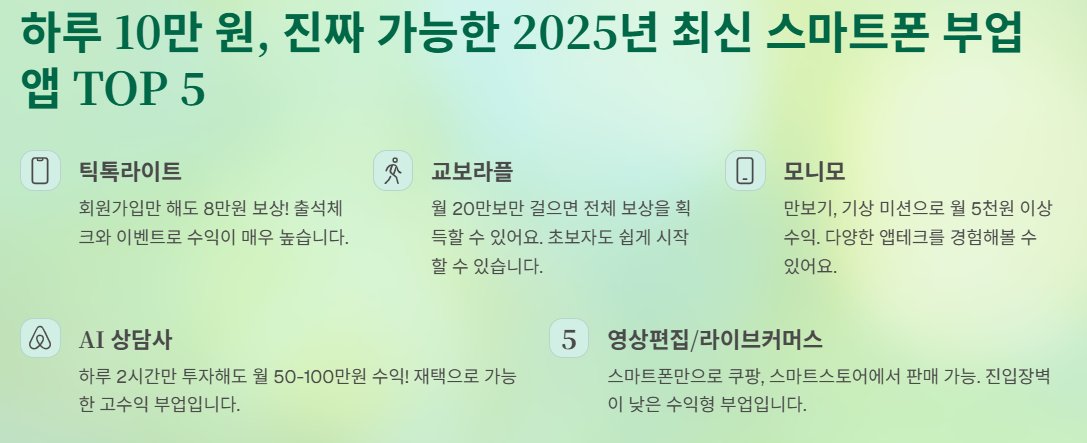 하루 10만 원, 진짜 가능한 2025년 최신 스마트폰 부업
앱 TOP 5
틱톡라이트
회원가입만 해도 8만원 보상! 출석체
크와 이벤트로 수익이 매우 높습니다.
교보라플
월 20만보만 걸으면 전체 보상을 획
득할 수 있어요. 초보자도 쉽게 시작
할 수 있습니다.
모니모
만보기, 기상 미션으로 월 5천원 이상
수익. 다양한 앱테크를 경험해볼 수
있어요.
AI 상담사
하루 2시간만 투자해도 월 50-100만원 수익! 재택으로 가능
한 고수익 부업입니다.
5
영상편집/라이브커머스
스마트폰만으로 쿠팡, 스마트스토어에서 판매 가능. 진입장벽
이 낮은 수익형 부업입니다.